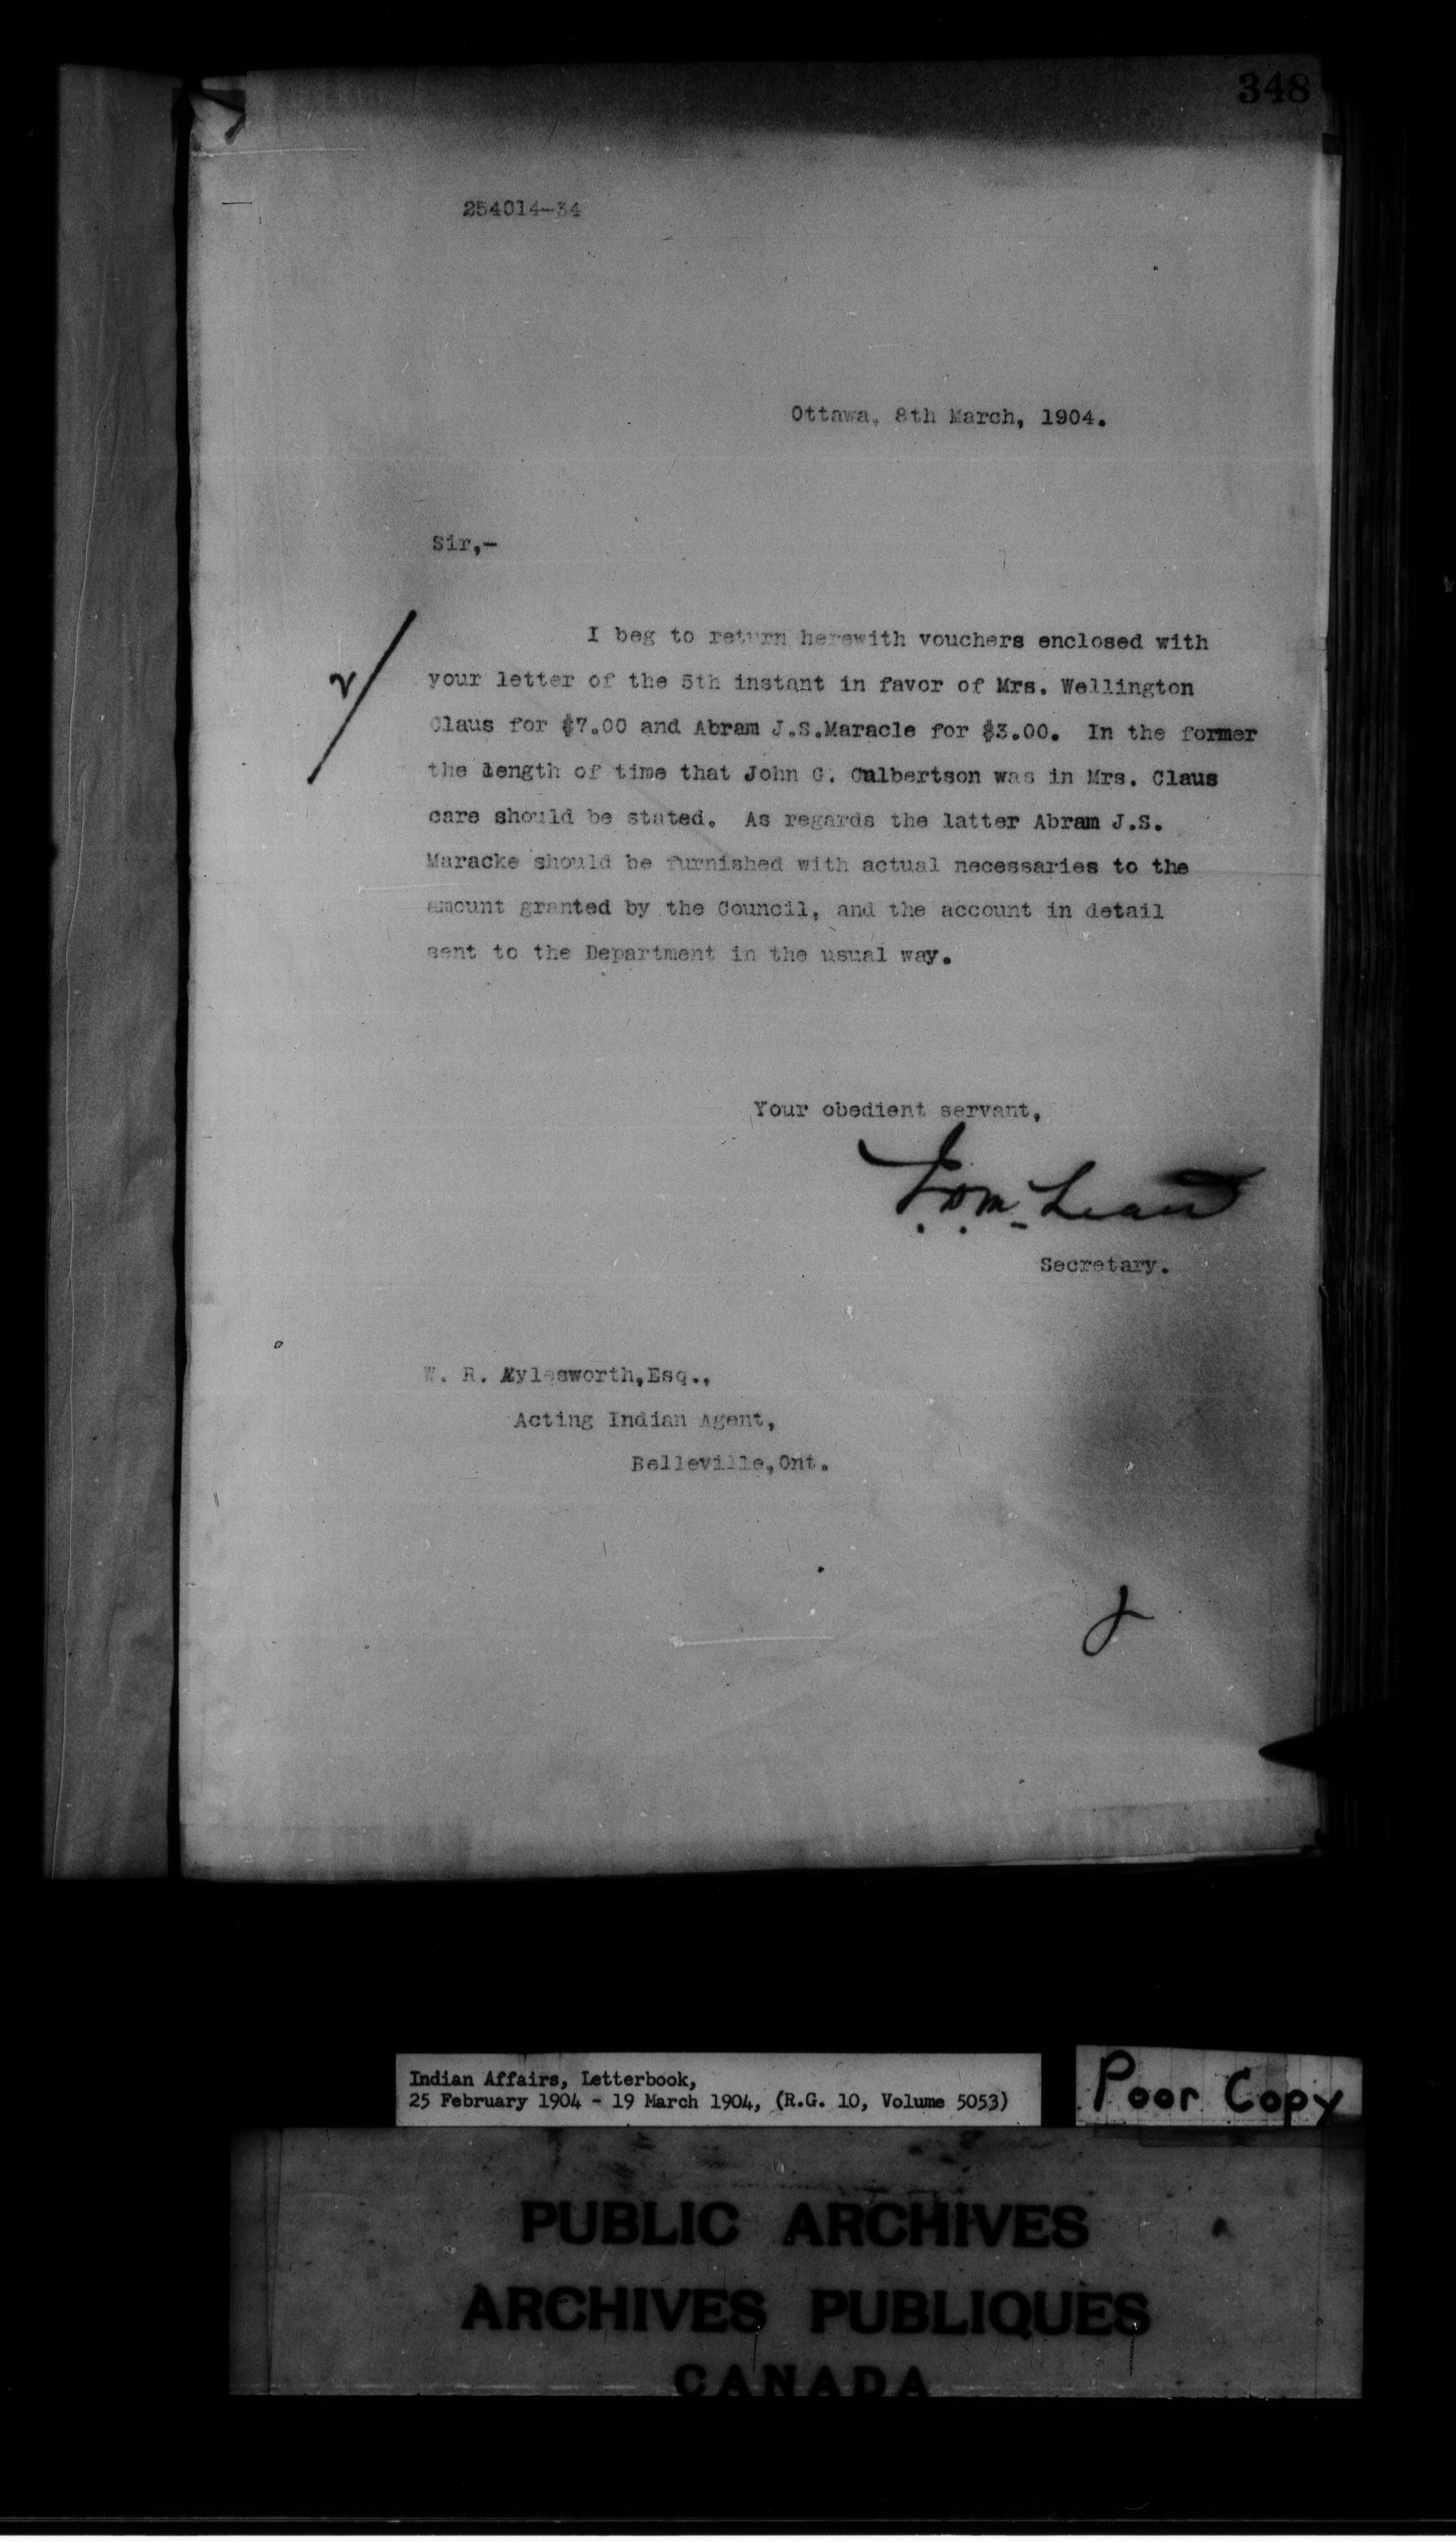 348
254014-34
Ottawa, 8th March, 1904.
Sir,-
I beg to return herewith vouchers enclosed with
your letter of the 5th instant in favor of Mrs. Wellington
Claus for $7.00 and Abram J.S.Maracle for $3.00. In the former
the length of time that John G. Culbertson was in Mrs. Claus
care should be stated. As regards the latter Abram J.S.
Maracke should be furnished with actual necessaries to the
amount granted by the Council, and the account in detail
sent to the Department in the usual way.
Your obedient servant,
J.D.McLean
Secretary.
W. R. Aylesworth,Esq.,
Acting Indian Agent,
Belleville,Ont.
Indian Affairs, Letterbook,
25 February 1904 - 19 March 1904, (R.G. 10, Volume 5053)
Poor Copy
PUBLIC ARCHIVES
ARCHIVES PUBLIQUES
CANADA